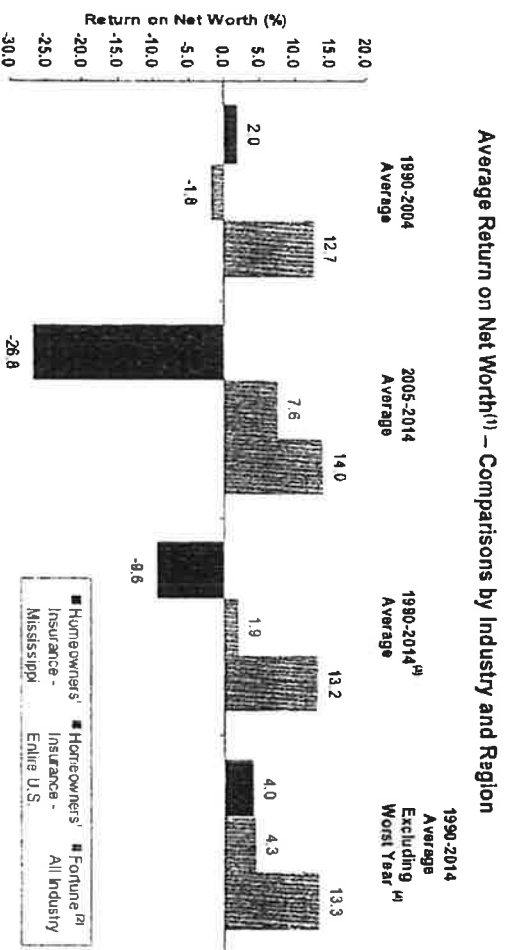 Average Return on Net Worth(1) – Comparisons by Industry and Region
1990-2004
Average
2005-2014
Average
1990-2014(3)
Average
1990-2014
Average
Excluding
Worst Year (4)
Return on Net Worth (%)
20.0
15.0
10.0
5.0
0.0
-5.0
-10.0
-15.0
-20.0
-25.0
-30.0
2.0
-1.8
12.7
-26.8
7.6
14.0
-9.6
1.9
13.2
4.0
4.3
13.3
Homeowners'
Insurance -
Mississippi
Homeowners'
Insurance -
Entire U.S.
Fortune (2)
All Industry